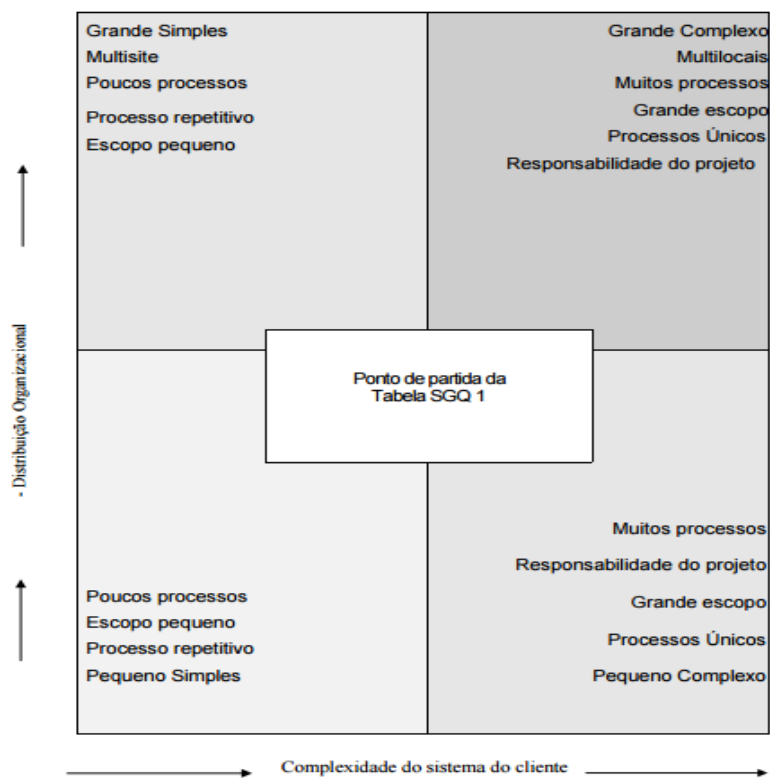 Grande Simples
Multisite
Poucos processos
Processo repetitivo
Escopo pequeno
Grande Complexo
Multilocais
Muitos processos
Grande escopo
Processos Únicos
Responsabilidade do projeto
- Distribuição Organizacional
Ponto de partida da
Tabela SGQ 1
Poucos processos
Escopo pequeno
Processo repetitivo
Pequeno Simples
Muitos processos
Responsabilidade do projeto
Grande escopo
Processos Únicos
Pequeno Complexo
Complexidade do sistema do cliente